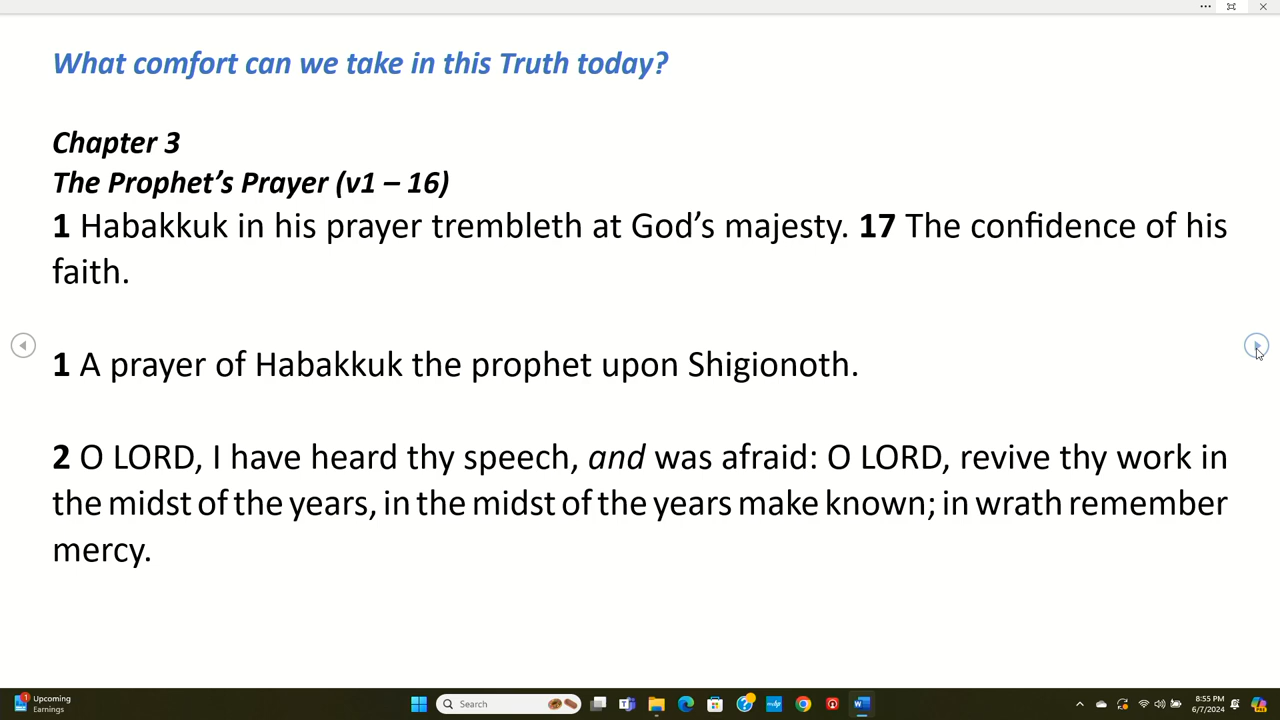 What comfort can we take in this Truth today?
Chapter 3
The Prophet's Prayer (v1 – 16)
1 Habakkuk in his prayer trembleth at God's majesty. 17 The confidence of his
faith.
1 A prayer of Habakkuk the prophet upon Shigionoth.
2 O LORD, I have heard thy speech, and was afraid: O LORD, revive thy work in
the midst of the years, in the midst of the years make known; in wrath remember
mercy.
1
Upcoming
Earnings
Search
8:55 PM
6/7/2024